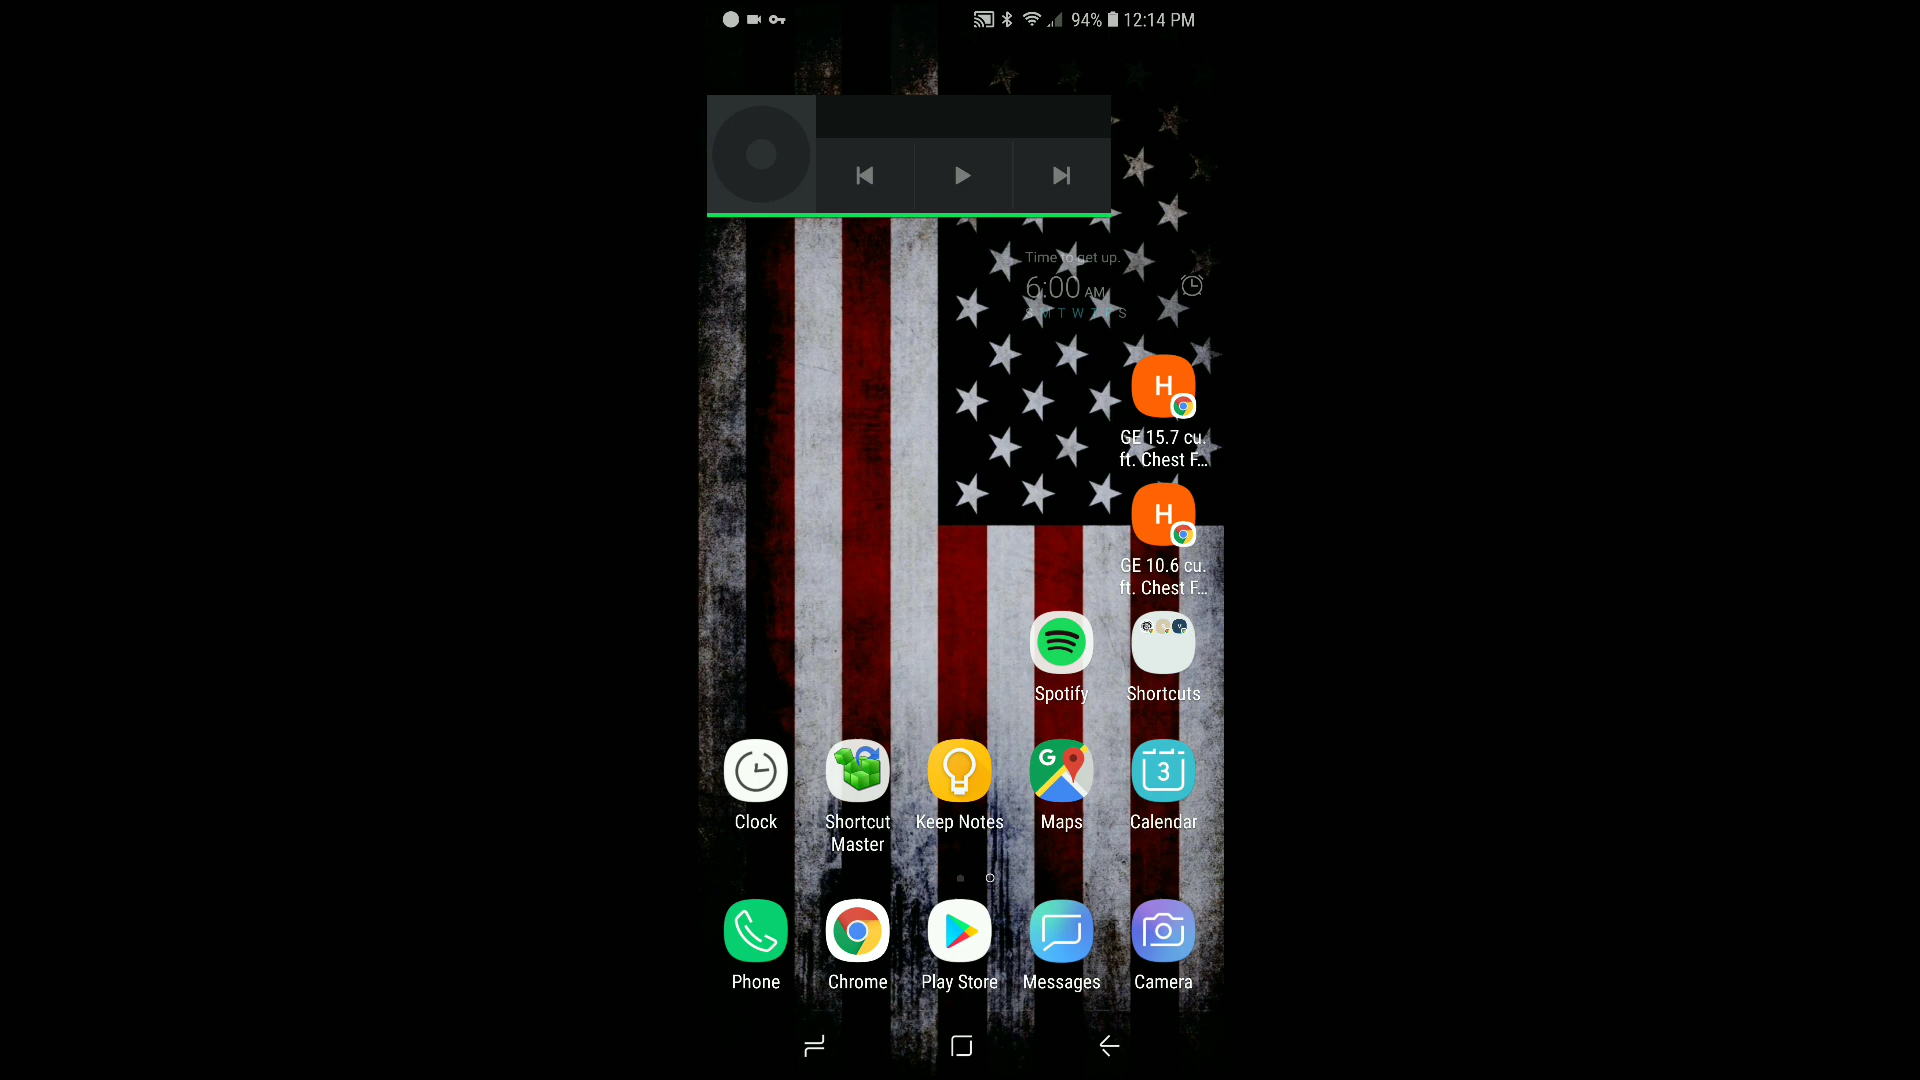 94% 12:14 PM
Time to get up.
6:00 AM
S M T W T F S
H
GE 15.7 cu.
ft. Chest F...
H
GE 10.6 cu.
ft. Chest F...
Spotify
Shortcuts
G
3
Clock
Shortcut
Master
Keep Notes
Maps
Calendar
Phone
Chrome
Play Store
Messages
Camera